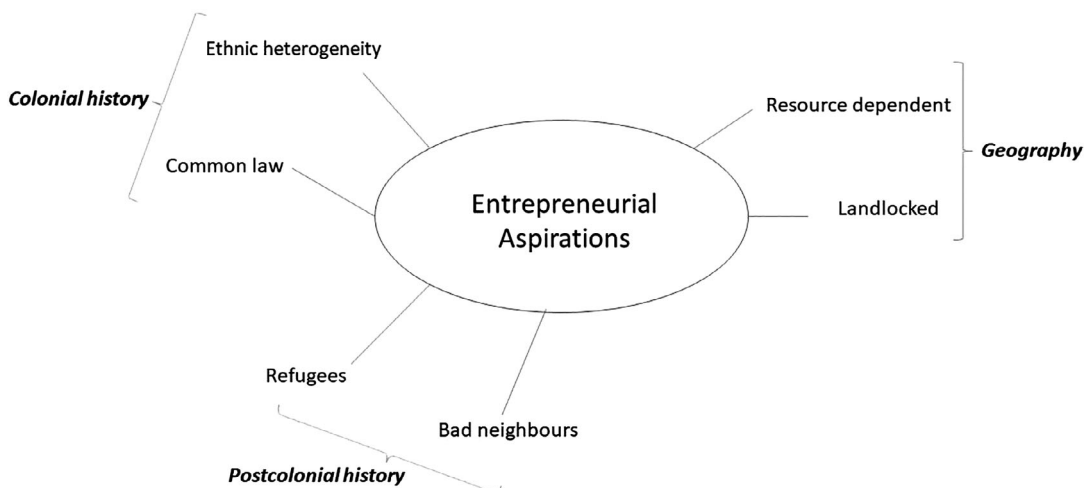 Ethnic heterogeneity
Colonial history
Common law
Resource dependent
Geography
Landlocked
Entrepreneurial
Aspirations
Refugees
Bad neighbours
Postcolonial history